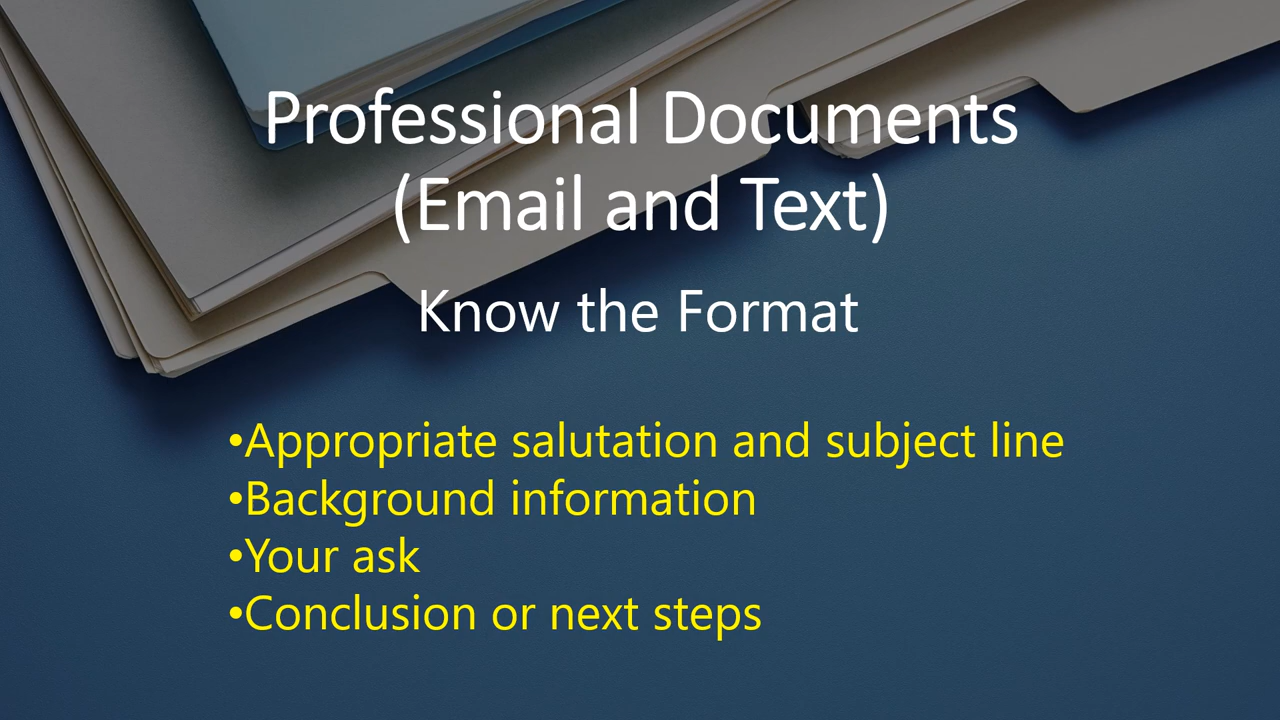 Professional Documents
(Email and Text)
Know the Format
•Appropriate salutation and subject line
•Background information
•Your ask
•Conclusion or next steps